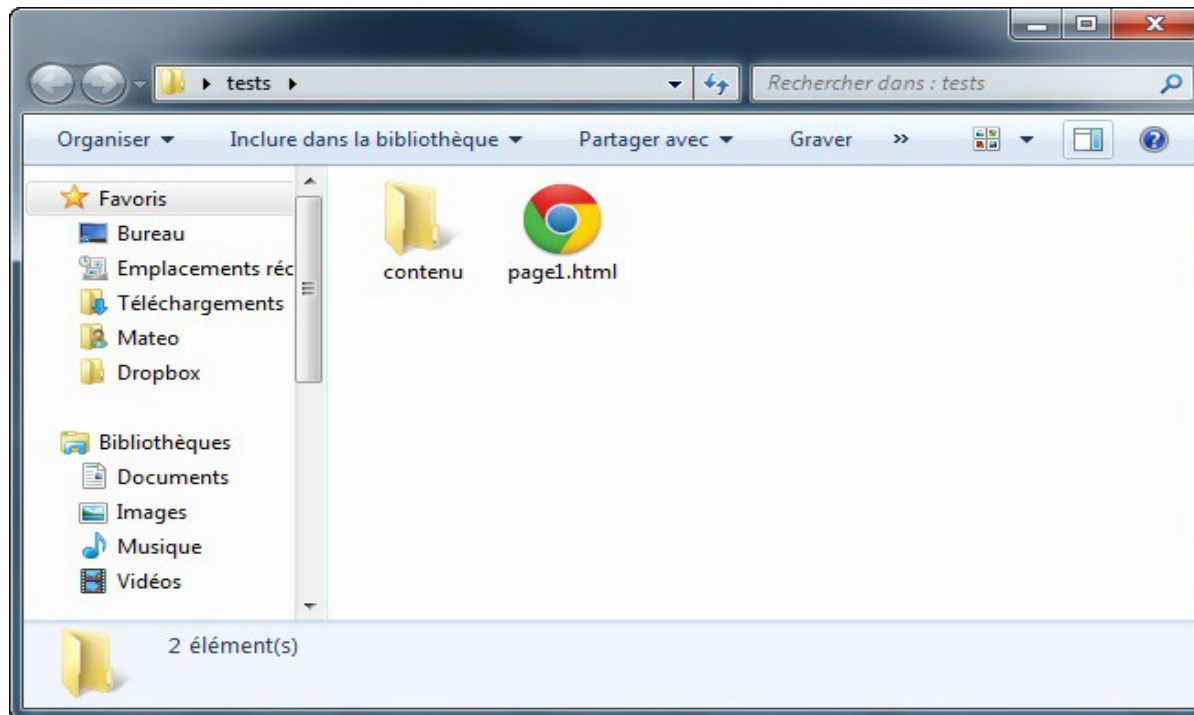 tests
Rechercher dans : tests
Organiser Inclure dans la bibliothèque Partager avec Graver »
Favoris
Bureau
Emplacements réc
Téléchargements
Mateo
Dropbox
Bibliothèques
Documents
Images
Musique
Vidéos
contenu
page1.html
2 élément(s)